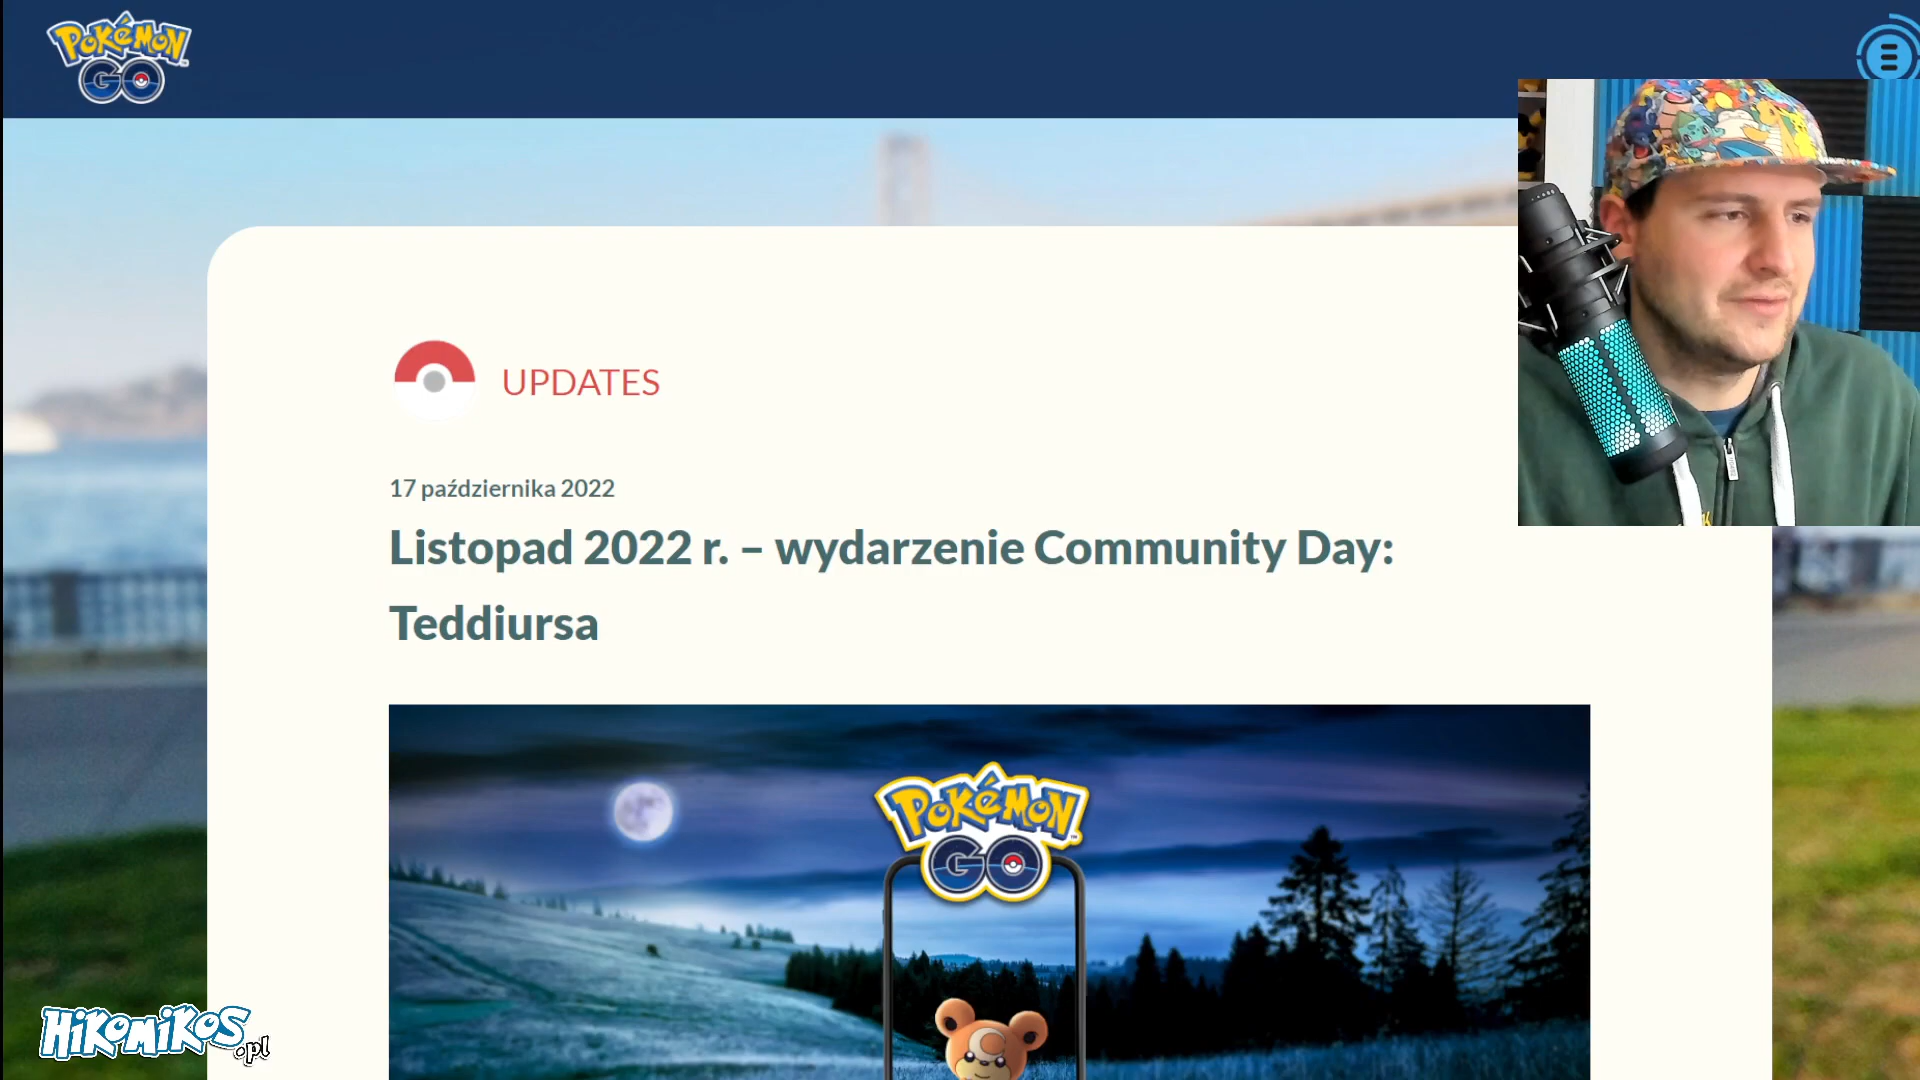 POKéMON
GO
UPDATES
17 października 2022
Listopad 2022 r. – wydarzenie Community Day:
Teddiursa
POKéMON
GO
HiKOMiKOS.pl